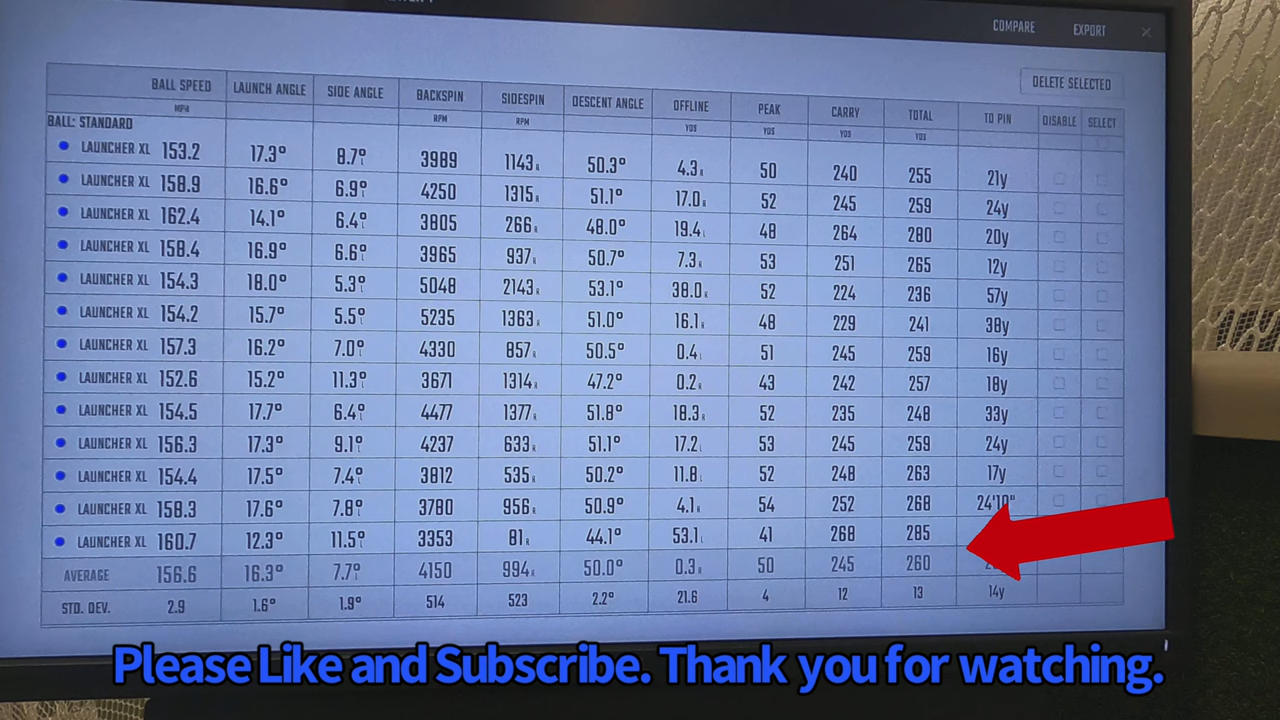 COMPARE EXPORT ×
DELETE SELECTED
BALL SPEED LAUNCH ANGLE SIDE ANGLE BACKSPIN SIDESPIN DESCENT ANGLE OFFLINE PEAK CARRY TOTAL TO PIN DISABLE SELECT
MPH RPM RPM YDS YDS YDS YDS
BALL: STANDARD
LAUNCHER XL 153.2 17.3° 8.7° L 3989 1143 R 50.3° 4.3 R 50 240 255 21y
LAUNCHER XL 158.9 16.6° 6.9° L 4250 1315 R 51.1° 17.0 R 52 245 259 24y
LAUNCHER XL 162.4 14.1° 6.4° L 3805 266 R 48.0° 19.4 L 48 264 280 20y
LAUNCHER XL 158.4 16.9° 6.6° L 3965 937 R 50.7° 7.3 R 53 251 265 12y
LAUNCHER XL 154.3 18.0° 5.3° L 5048 2143 R 53.1° 38.0 R 52 224 236 57y
LAUNCHER XL 154.2 15.7° 5.5° L 5235 1363 R 51.0° 16.1 R 48 229 241 38y
LAUNCHER XL 157.3 16.2° 7.0° L 4330 857 R 50.5° 0.4 L 51 245 259 16y
LAUNCHER XL 152.6 15.2° 11.3° L 3671 1314 R 47.2° 0.2 R 43 242 257 18y
LAUNCHER XL 154.5 17.7° 6.4° L 4477 1377 R 51.8° 18.3 R 52 235 248 33y
LAUNCHER XL 156.3 17.3° 9.1° L 4237 633 R 51.1° 17.2 L 53 245 259 24y
LAUNCHER XL 154.4 17.5° 7.4° L 3812 535 R 50.2° 11.8 L 52 248 263 17y
LAUNCHER XL 158.3 17.6° 7.8° L 3780 956 R 50.9° 4.1 R 54 252 268 24'10"
LAUNCHER XL 160.7 12.3° 11.5° L 3353 81 R 44.1° 53.1 L 41 268 285
AVERAGE 156.6 16.3° 7.7° L 4150 994 R 50.0° 0.3 R 50 245 260
STD. DEV. 2.9 1.6° 1.9° 514 523 2.2° 21.6 4 12 13 14y
Please Like and Subscribe. Thank you for watching.